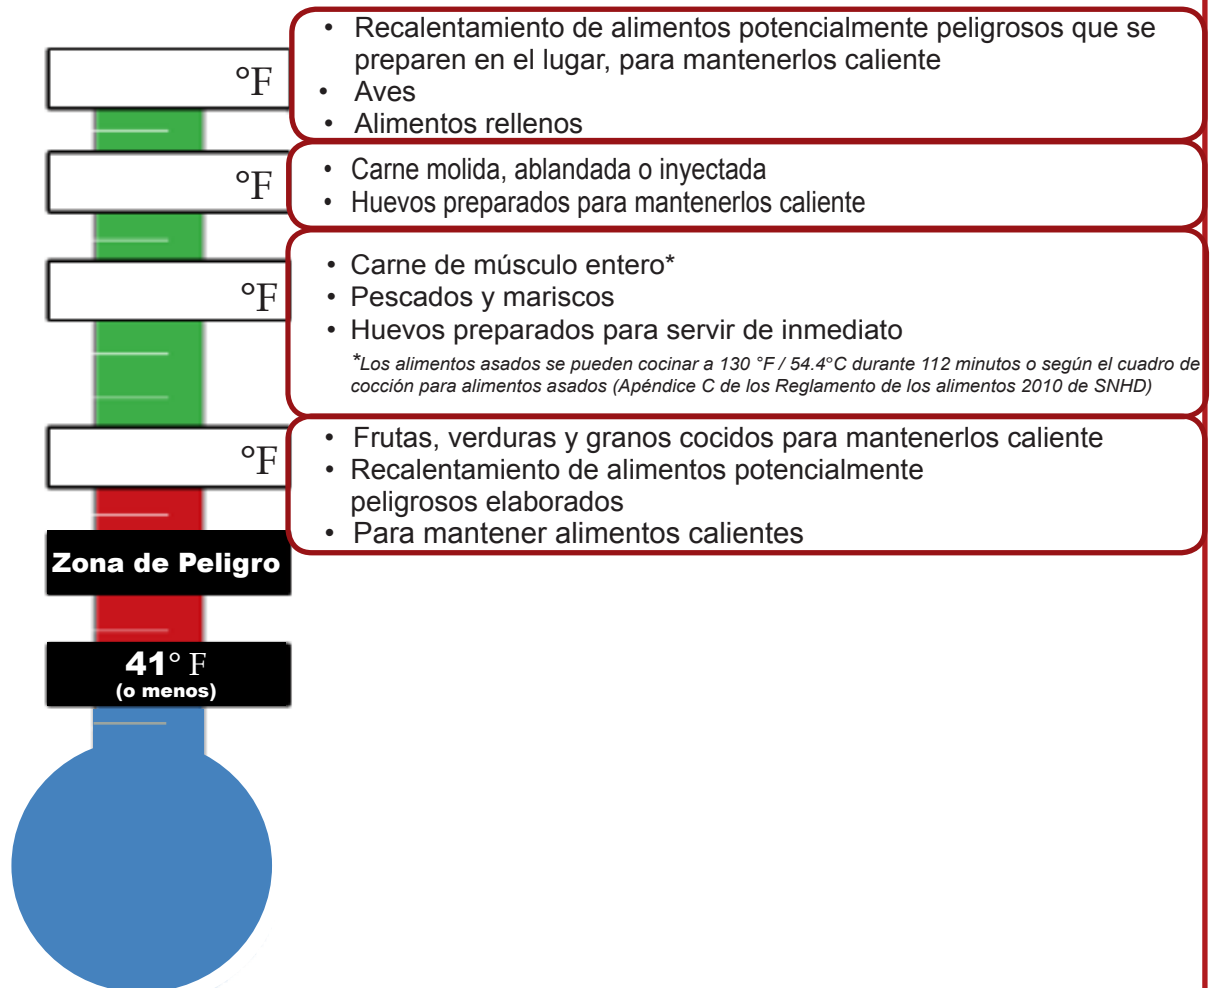 • Recalentamiento de alimentos potencialmente peligrosos que se
preparen en el lugar, para mantenerlos caliente
°F
• Aves
• Alimentos rellenos
°F
• Carne molida, ablandada o inyectada
• Huevos preparados para mantenerlos caliente
°F
• Carne de músculo entero*
• Pescados y mariscos
• Huevos preparados para servir de inmediato
*Los alimentos asados se pueden cocinar a 130 °F / 54.4°C durante 112 minutos o según el cuadro de
cocción para alimentos asados (Apéndice C de los Reglamento de los alimentos 2010 de SNHD)
°F
• Frutas, verduras y granos cocidos para mantenerlos caliente
• Recalentamiento de alimentos potencialmente
peligrosos elaborados
• Para mantener alimentos calientes
Zona de Peligro
41° F
(o menos)